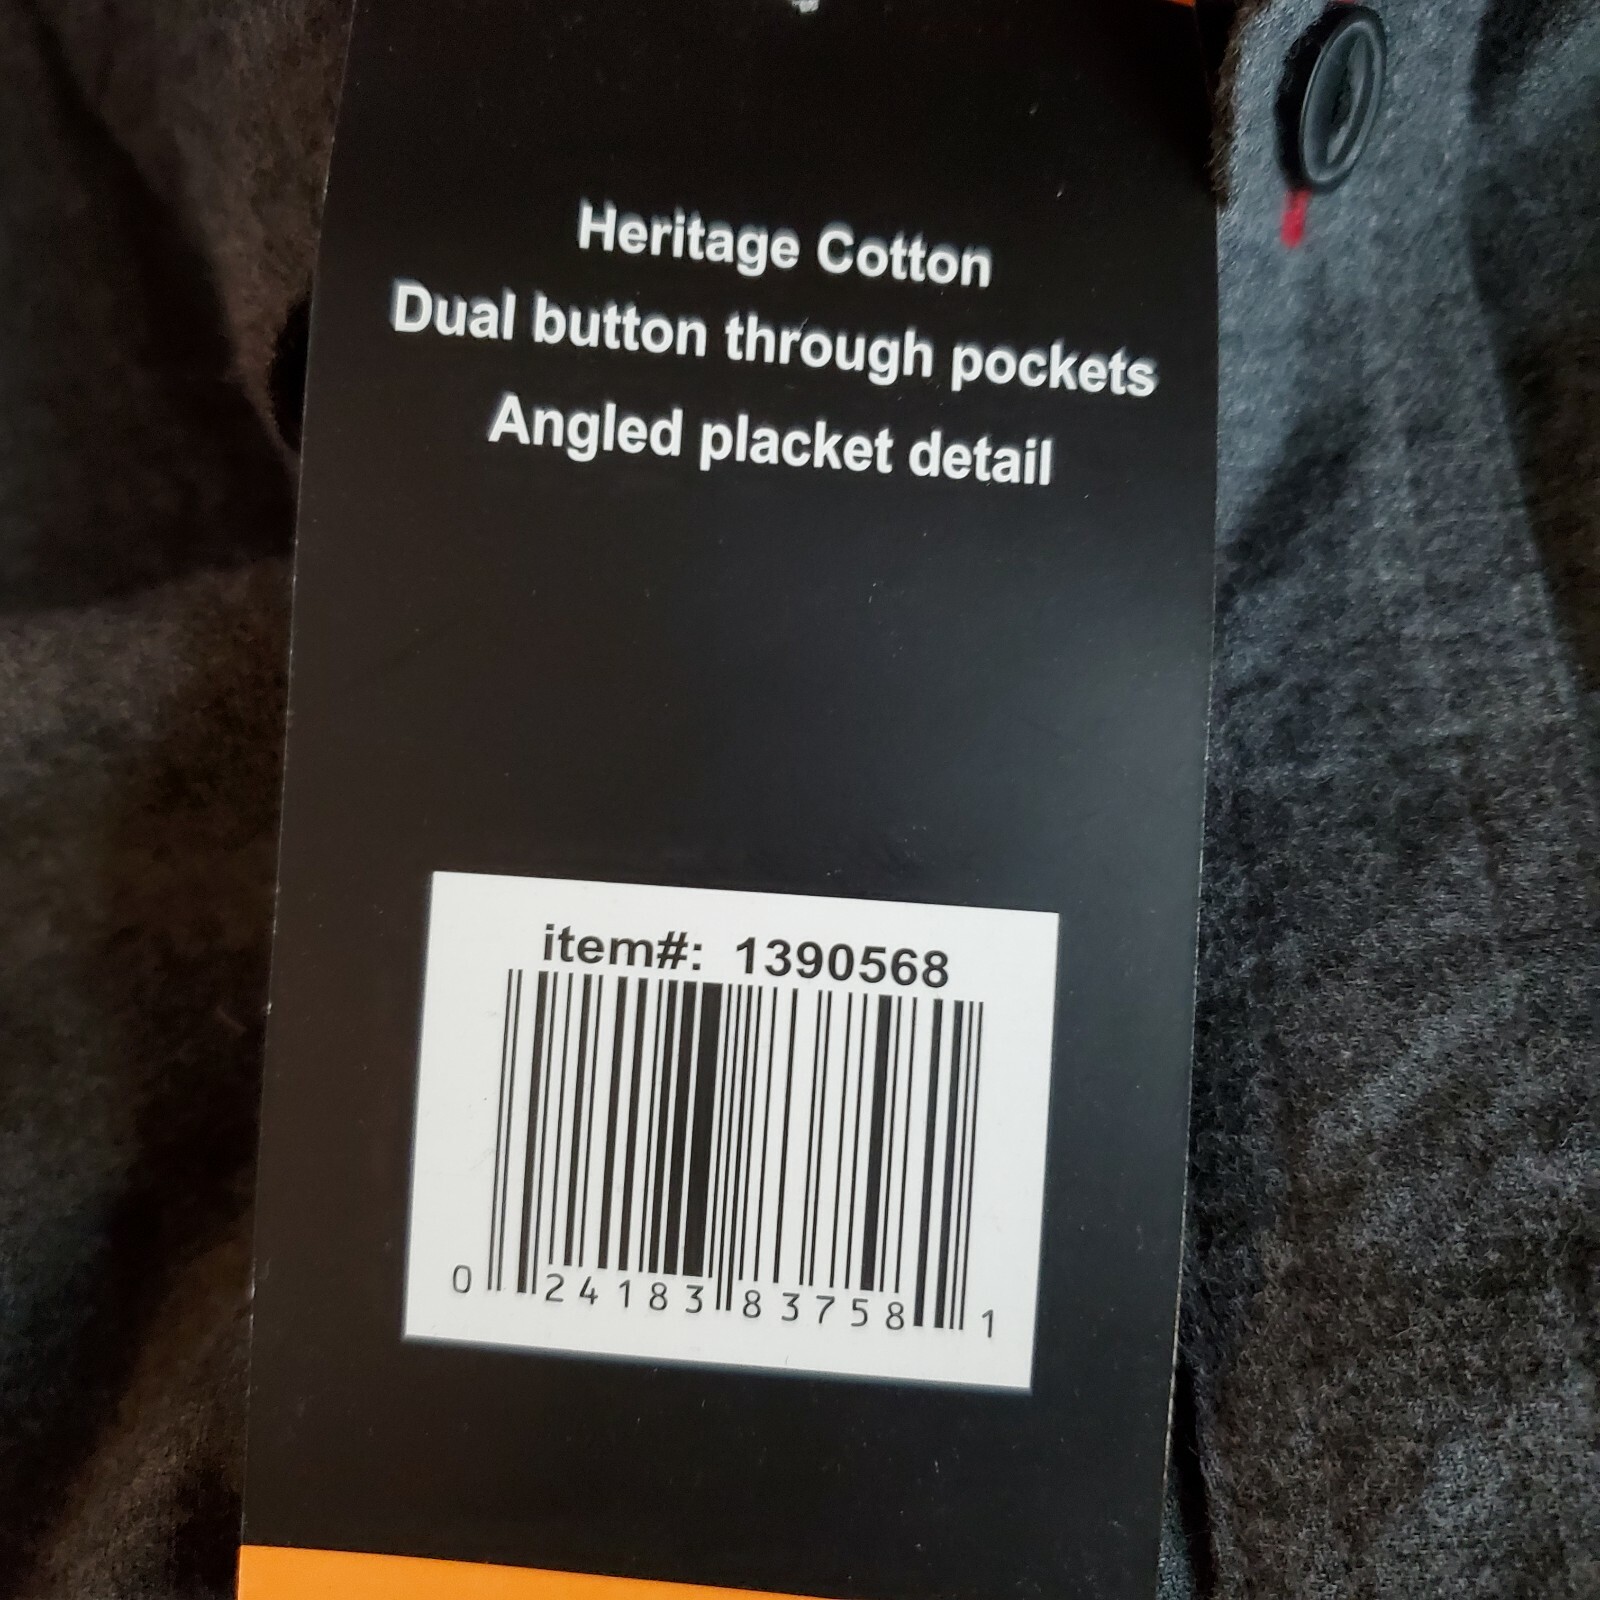 Heritage Cotton
Dual button through pockets
Angled placket detail
item#: 1390568
0 24183 83758 1